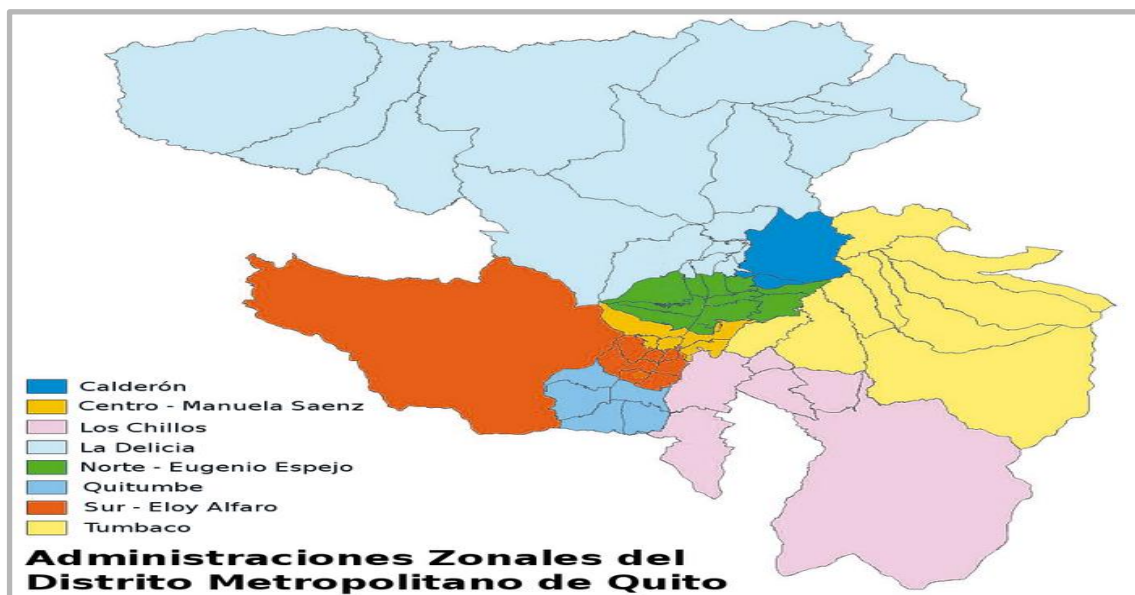 Calderón
Centro - Manuela Saenz
Los Chillos
La Delicia
Norte - Eugenio Espejo
Quitumbe
Sur - Eloy Alfaro
Tumbaco
Administraciones Zonales del
Distrito Metropolitano de Quito